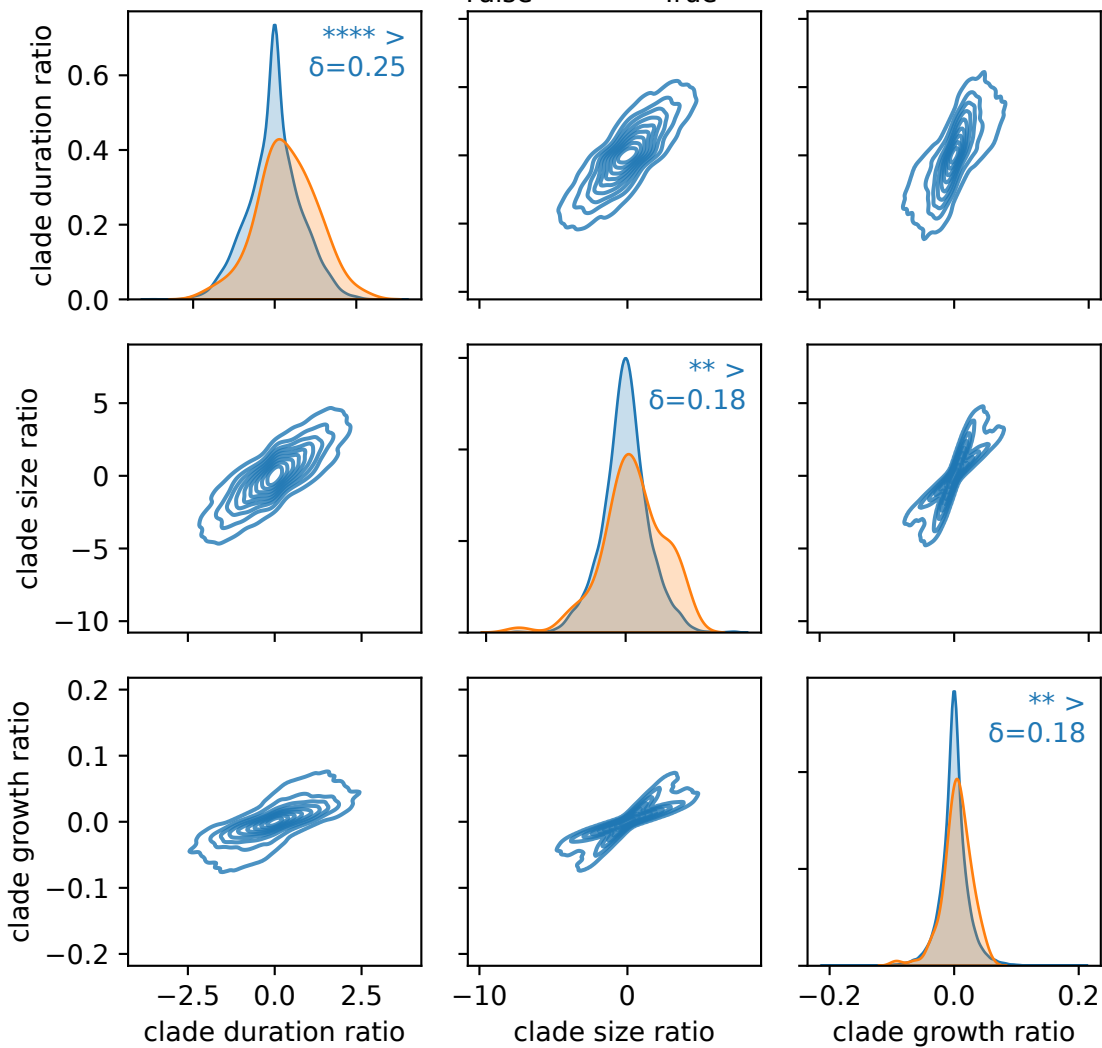 False True
clade duration ratio
0.6
0.4
0.2
0.0
**** >
δ=0.25
clade size ratio
5
0
−5
−10
** >
δ=0.18
clade growth ratio
0.2
0.1
0.0
−0.1
−0.2
** >
δ=0.18
−2.5 0.0 2.5
−10 0
−0.2 0.0 0.2
clade duration ratio
clade size ratio
clade growth ratio